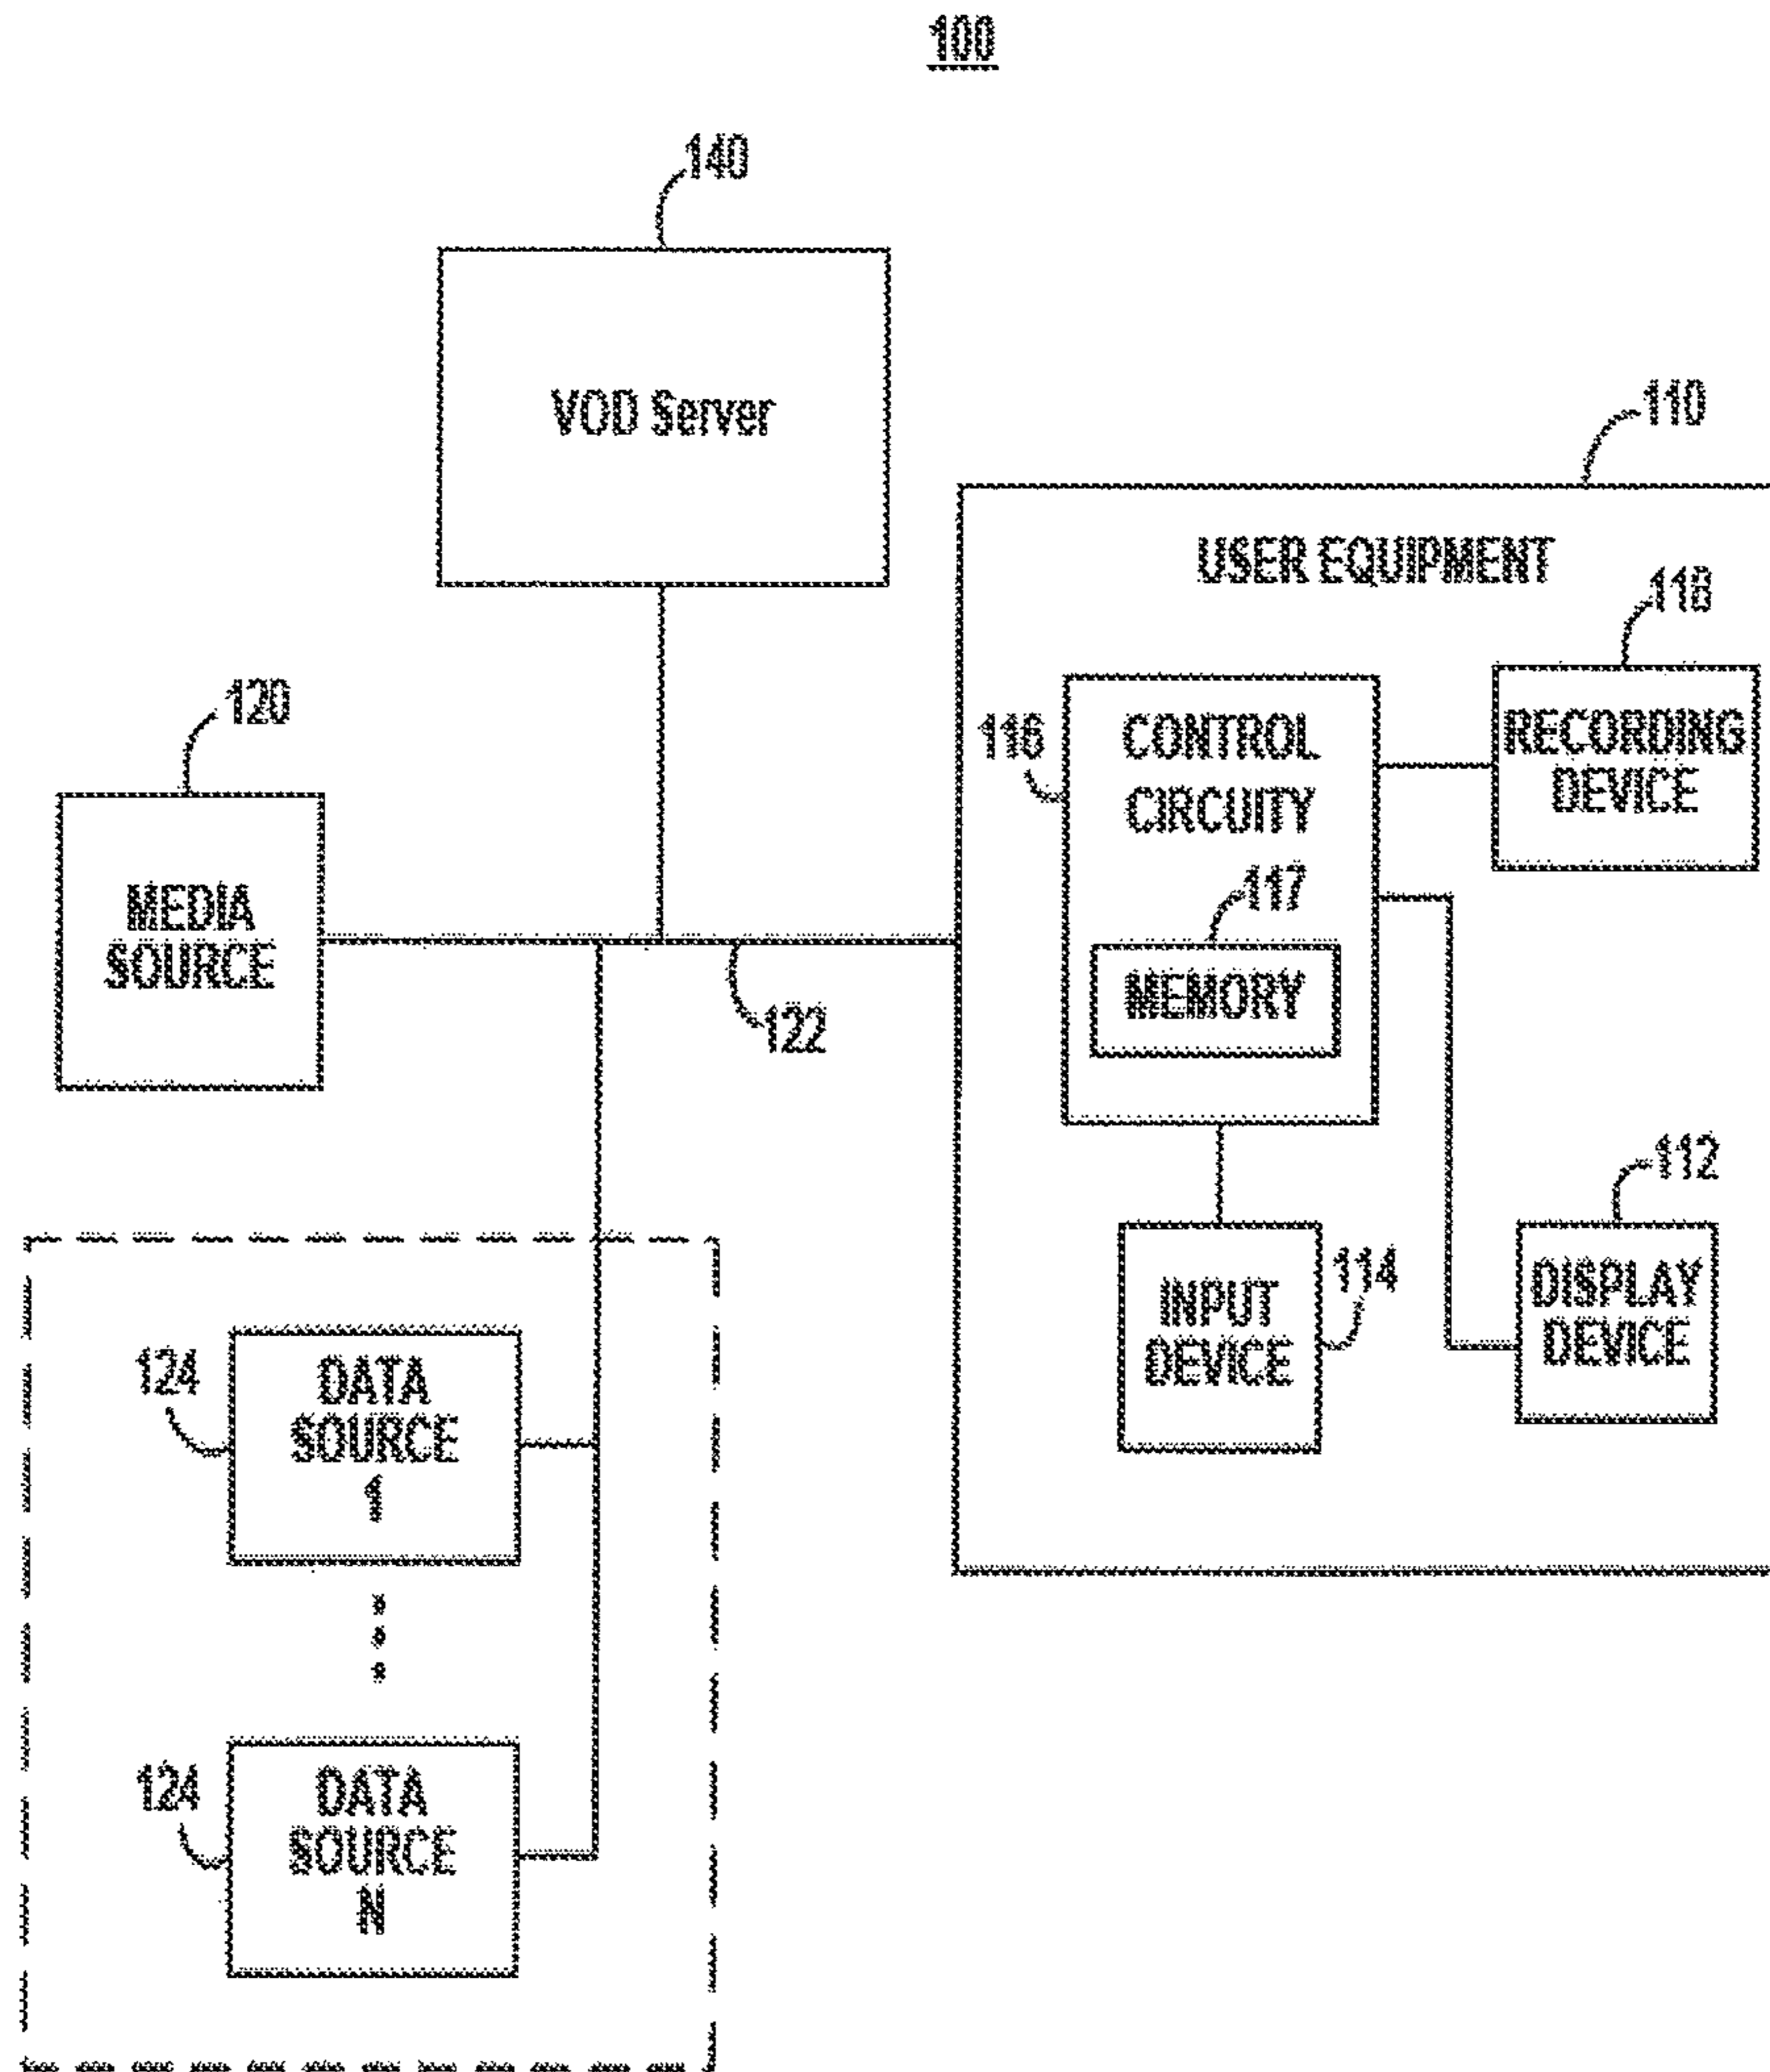 100
140
VOD Server
110
USER EQUIPMENT
118
RECORDING
DEVICE
116
CONTROL
CIRCUITY
117
MEMORY
120
MEDIA
SOURCE
122
112
DISPLAY
DEVICE
114
INPUT
DEVICE
124
DATA
SOURCE
1
124
DATA
SOURCE
N